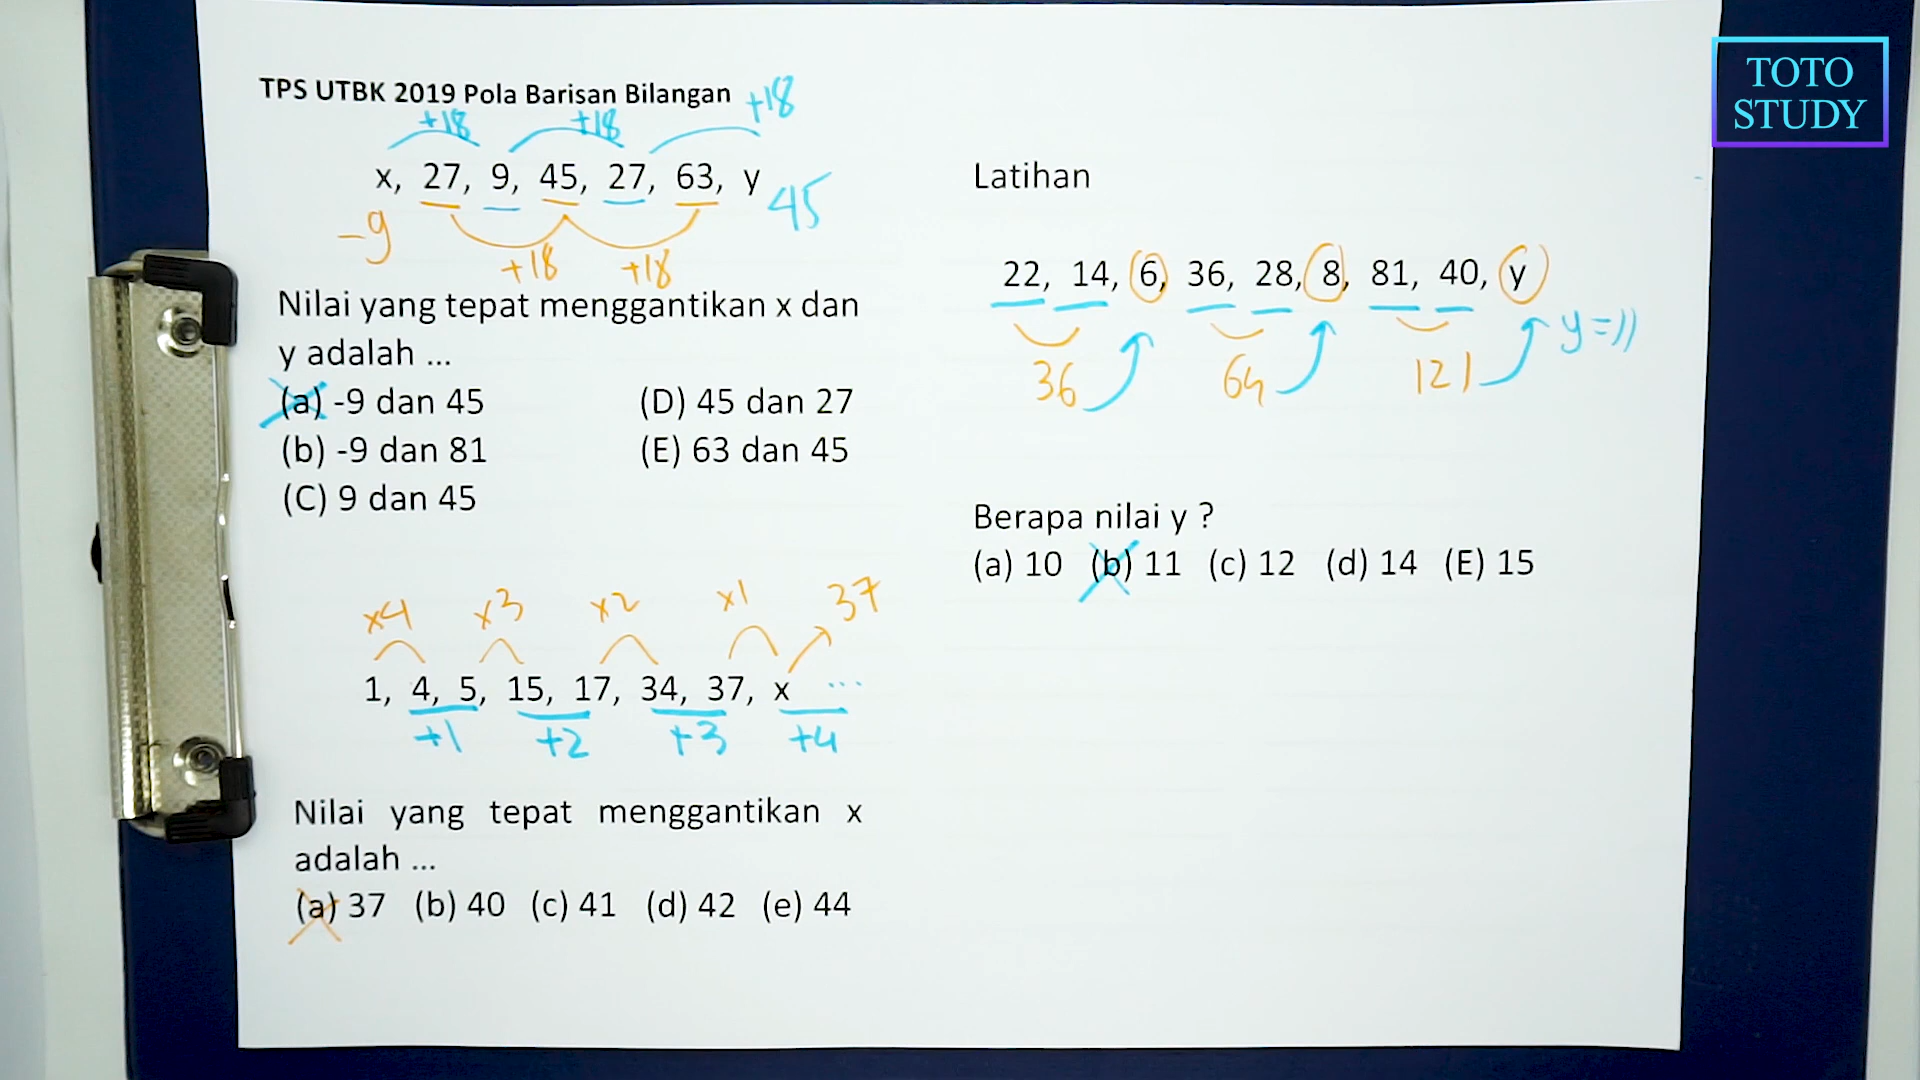 TOTO
STUDY
TPS UTBK 2019 Pola Barisan Bilangan
+18 +18 +18
x, 27, 9, 45, 27, 63, y
-9 45
+18 +18
Nilai yang tepat menggantikan x dan
y adalah ...
(a) -9 dan 45 (D) 45 dan 27
(b) -9 dan 81 (E) 63 dan 45
(C) 9 dan 45
x4 x3 x2 x1 37
1, 4, 5, 15, 17, 34, 37, x ...
+1 +2 +3 +4
Nilai yang tepat menggantikan x
adalah ...
(a) 37 (b) 40 (c) 41 (d) 42 (e) 44
Latihan
22, 14, 6, 36, 28, 8, 81, 40, y
y=11
36 64 121
Berapa nilai y ?
(a) 10 (b) 11 (c) 12 (d) 14 (E) 15